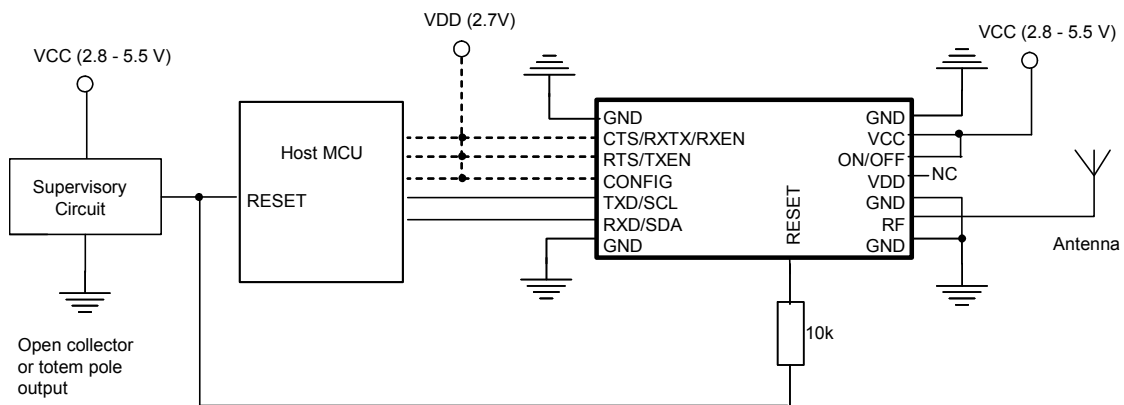 VDD (2.7V)
VCC (2.8 - 5.5 V)
VCC (2.8 - 5.5 V)
Supervisory
Circuit
Open collector
or totem pole
output
Host MCU
RESET
GND
CTS/RXTX/RXEN
RTS/TXEN
CONFIG
TXD/SCL
RXD/SDA
GND
RESET
GND
VCC
ON/OFF
VDD
GND
RF
GND
NC
Antenna
10k